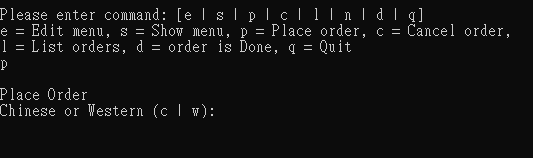 Please enter command: [e | s | p | c | l | n | d | q]
e = Edit menu, s = Show menu, p = Place order, c = Cancel order,
l = List orders, d = order is Done, q = Quit
p
Place Order
Chinese or Western (c | w):